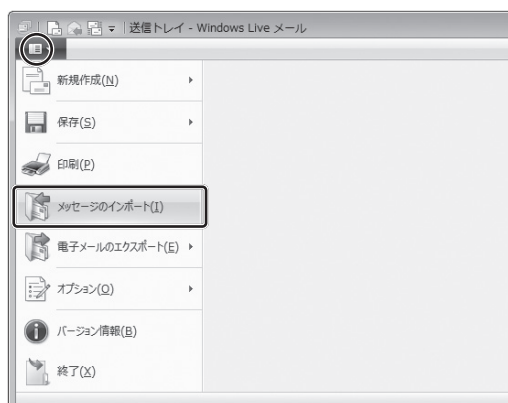 送信トレイ - Windows Live メール
新規作成(N)
保存(S)
印刷(P)
メッセージのインポート(I)
電子メールのエクスポート(E)
オプション(O)
バージョン情報(B)
終了(X)